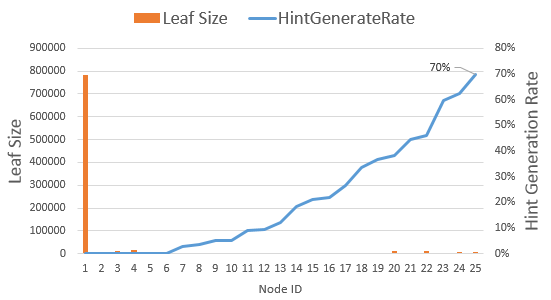 Leaf Size HintGenerateRate
900000 80%
800000 70% 70%
700000 60%
600000 50%
500000
400000 40%
300000 30%
200000 20%
100000 10%
0 0%
1 2 3 4 5 6 7 8 9 10 11 12 13 14 15 16 17 18 19 20 21 22 23 24 25
Leaf Size
Hint Generation Rate
Node ID